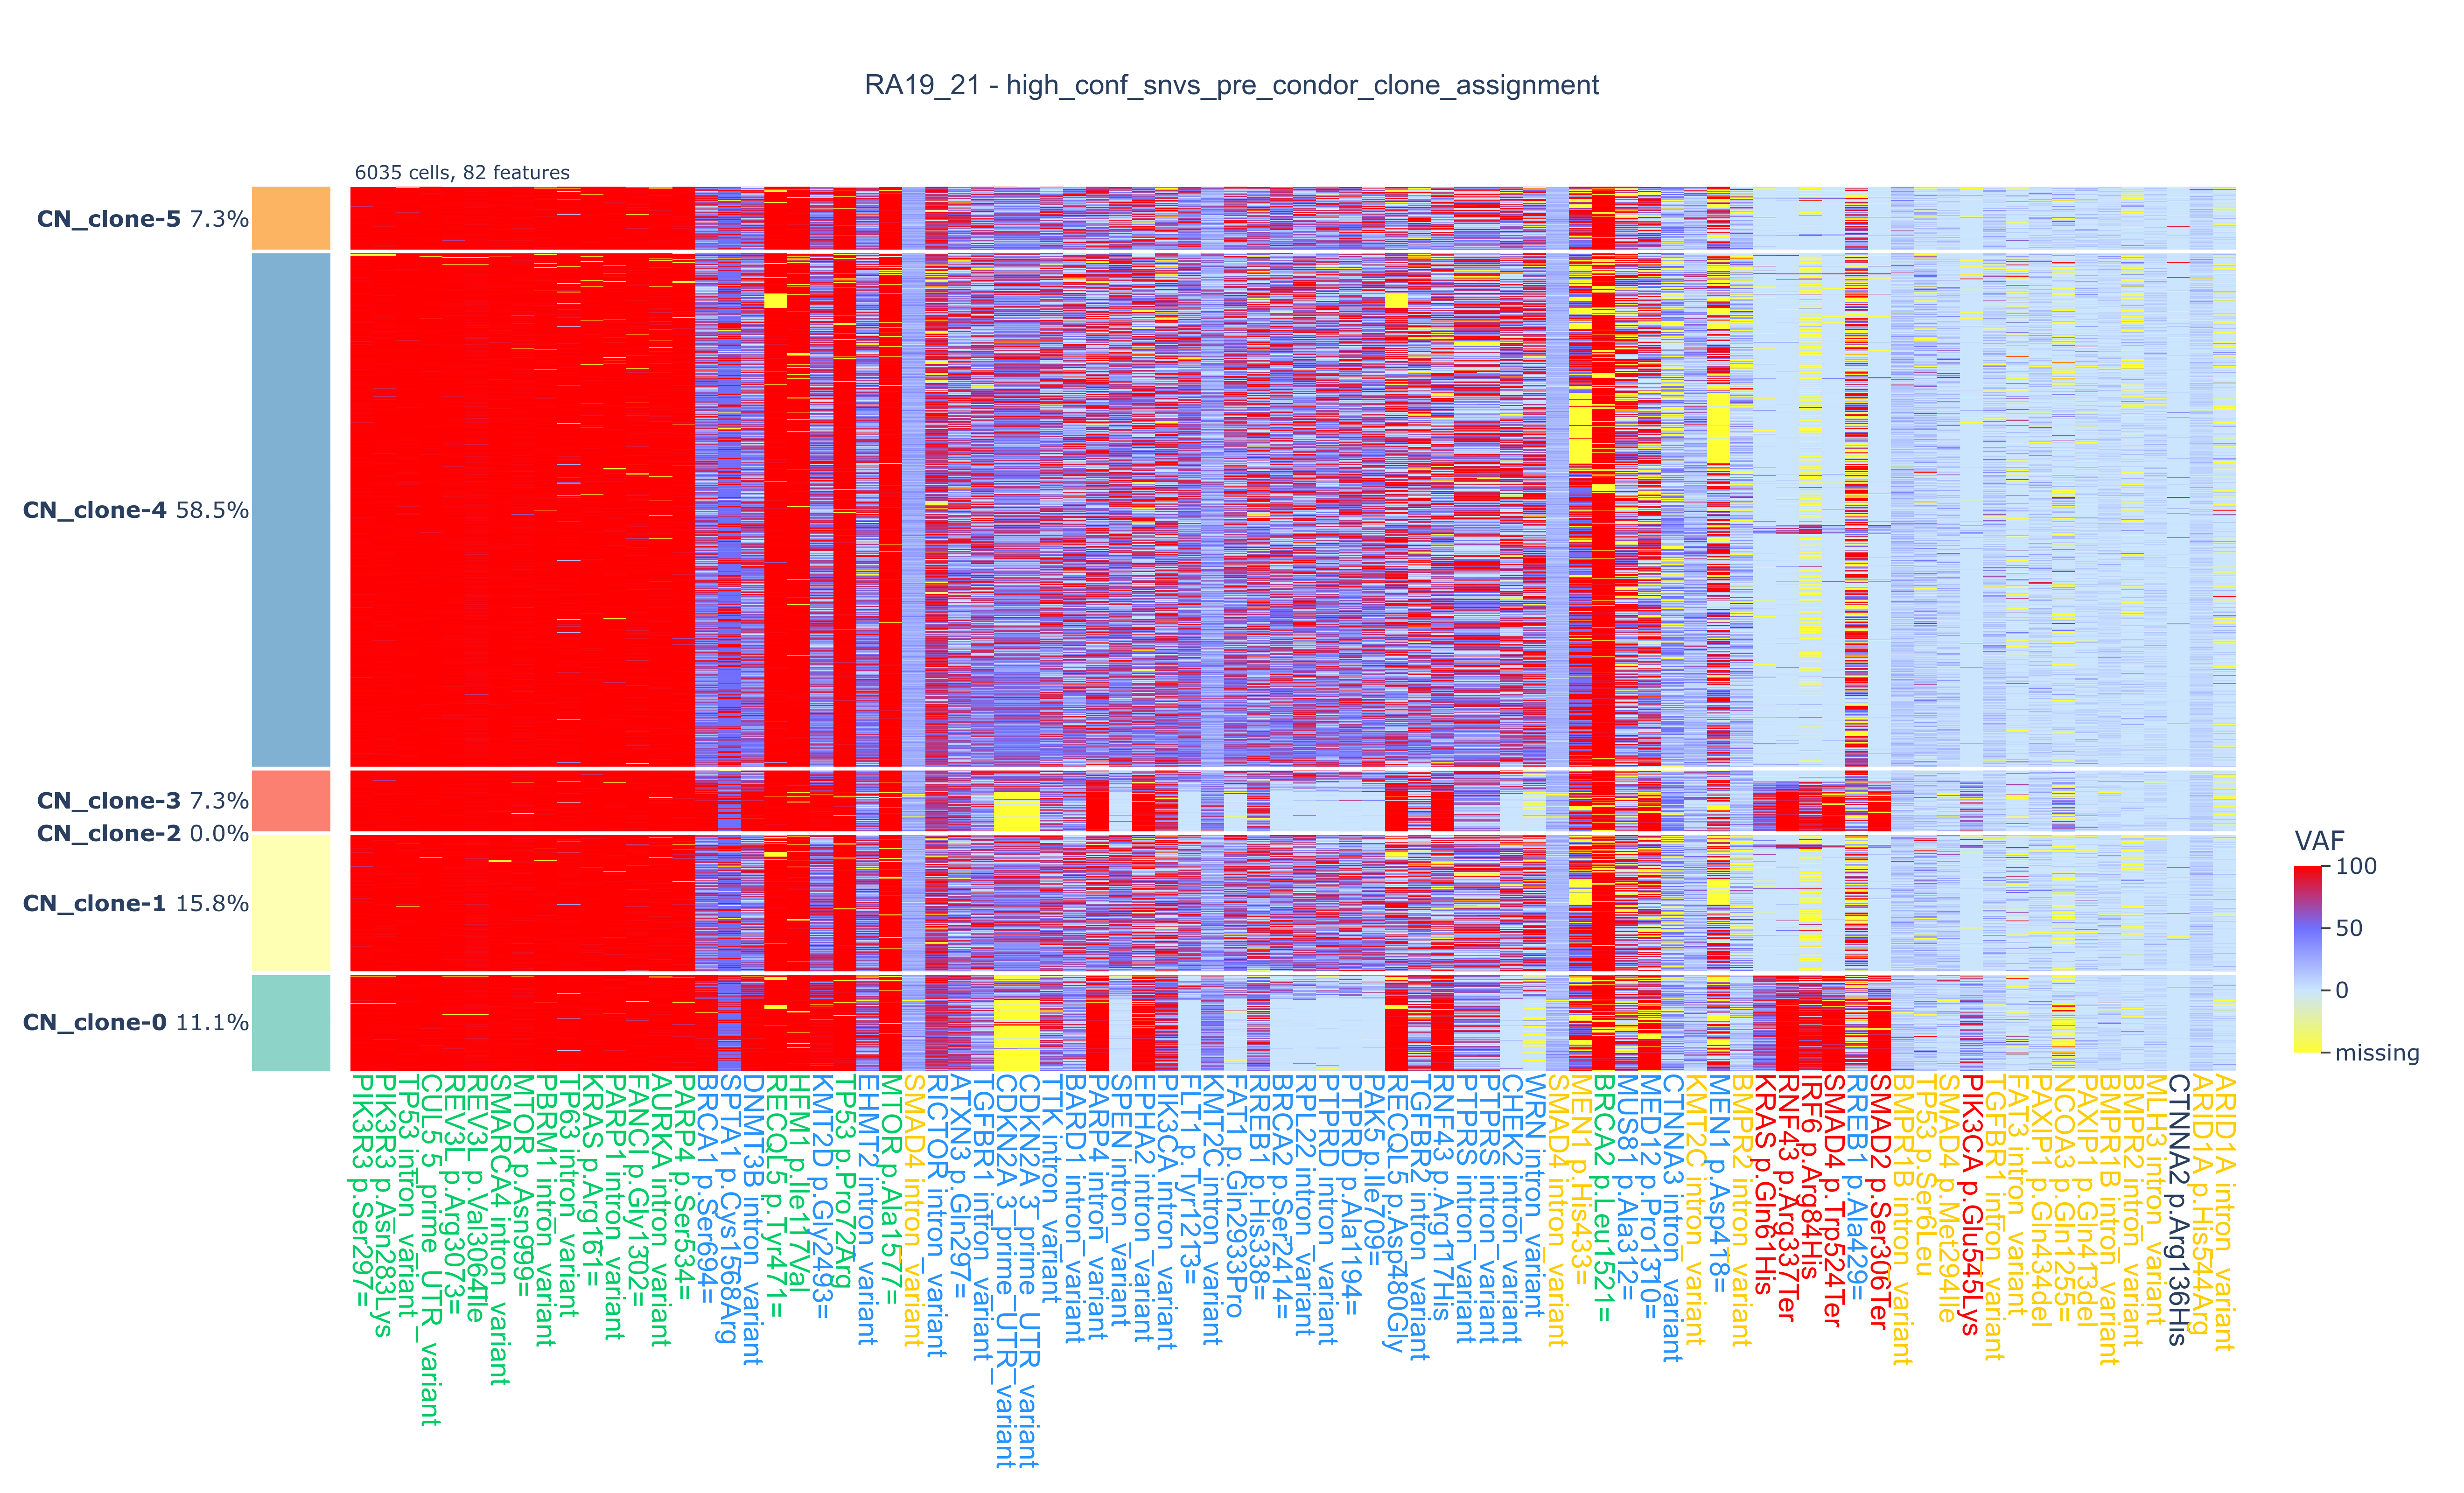 RA19_21 - high_conf_snvs_pre_condor_clone_assignment
6035 cells, 82 features
CN_clone-5 7.3%
CN_clone-4 58.5%
CN_clone-3 7.3%
CN_clone-2 0.0%
CN_clone-1 15.8%
CN_clone-0 11.1%
VAF
100
50
0
missing
PIK3R3 p.Ser297=
PIK3R3 p.Asn283Lys
TP53 intron_variant
CUL5 5_prime_UTR_variant
REV3L p.Arg3073=
REV3L p.Val3064Ile
SMARCA4 intron_variant
MTOR p.Asn999=
PBRM1 intron_variant
TP63 intron_variant
KRAS p.Arg161=
PARP1 intron_variant
FANCI p.Gly1302=
AURKA intron_variant
PARP4 p.Ser534=
BRCA1 p.Ser694=
SPTA1 p.Cys1568Arg
DNMT3B intron_variant
RECQL5 p.Tyr471=
HFM1 p.Ile117Val
KMT2D p.Gly2493=
TP53 p.Pro72Arg
EHMT2 intron_variant
MTOR p.Ala1577=
SMAD4 intron_variant
RICTOR intron_variant
ATXN3 p.Gln297=
TGFBR1 intron_variant
CDKN2A 3_prime_UTR_variant
CDKN2A 3_prime_UTR_variant
TTK intron_variant
BARD1 intron_variant
PARP4 intron_variant
SPEN intron_variant
EPHA2 intron_variant
PIK3CA intron_variant
FLT1 p.Tyr1213=
KMT2C intron_variant
FAT1 p.Gln2933Pro
RREB1 p.His338=
BRCA2 p.Ser2414=
RPL22 intron_variant
PTPRD intron_variant
PTPRD p.Ala1194=
PAK5 p.Ile709=
RECQL5 p.Asp480Gly
TGFBR2 intron_variant
RNF43 p.Arg117His
PTPRS intron_variant
PTPRS intron_variant
CHEK2 intron_variant
WRN intron_variant
SMAD4 intron_variant
MEN1 p.His433=
BRCA2 p.Leu1521=
MUS81 p.Ala312=
MED12 p.Pro1310=
CTNNA3 intron_variant
KMT2C intron_variant
MEN1 p.Asp418=
BMPR2 intron_variant
KRAS p.Gln61His
RNF43 p.Arg337Ter
IRF6 p.Arg84His
SMAD4 p.Trp524Ter
RREB1 p.Ala429=
SMAD2 p.Ser306Ter
BMPR1B intron_variant
TP53 p.Ser6Leu
SMAD4 p.Met294Ile
PIK3CA p.Glu545Lys
TGFBR1 intron_variant
FAT3 intron_variant
PAXIP1 p.Gln434del
NCOA3 p.Gln1255=
PAXIP1 p.Gln413del
BMPR1B intron_variant
BMPR2 intron_variant
MLH3 intron_variant
CTNNA2 p.Arg136His
ARID1A p.His544Arg
ARID1A intron_variant